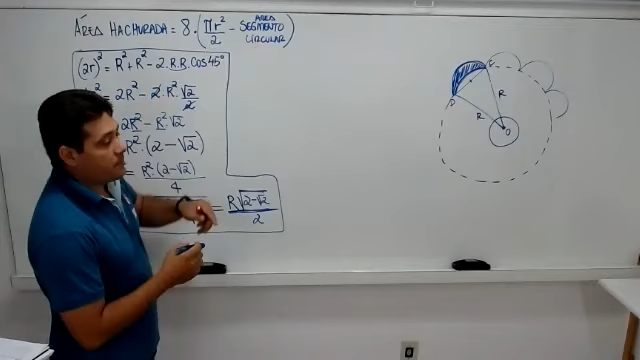 ÁREA HACHURADA = 8 · (πr²/2 - ÁREA SEGMENTO CIRCULAR)
(2r)² = R² + R² - 2·R·R·COS 45°
² = 2R² - 2·R²·√2/2
2R² - R²√2
R²·(2-√2)
= R²·(2-√2)/4
= R√2-√2/2
D
R
R
O